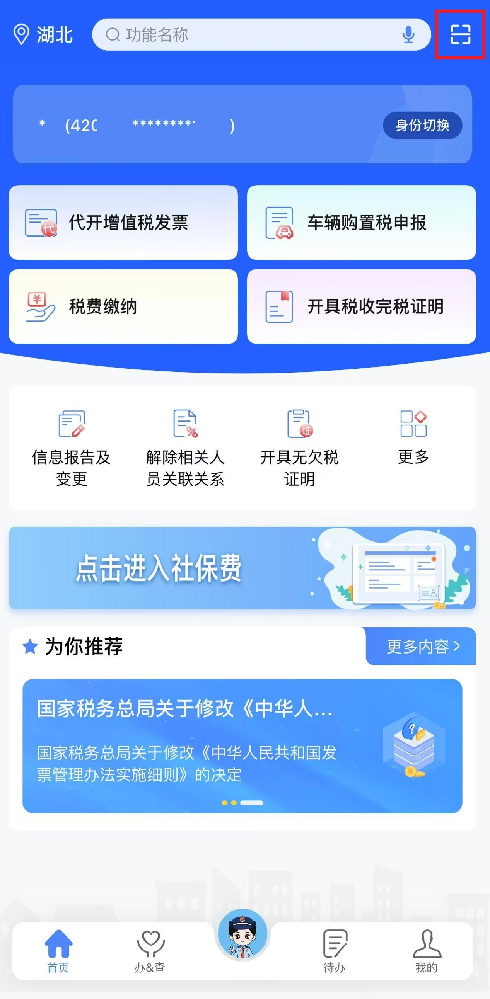 湖北
功能名称
* (420 ********* )
身份切换
代开增值税发票
车辆购置税申报
税费缴纳
开具税收完税证明
信息报告及
变更
解除相关人
员关联关系
开具无欠税
证明
更多
点击进入社保费
为你推荐
更多内容
国家税务总局关于修改《中华人...
国家税务总局关于修改《中华人民共和国发
票管理办法实施细则》的决定
首页
办&查
待办
我的